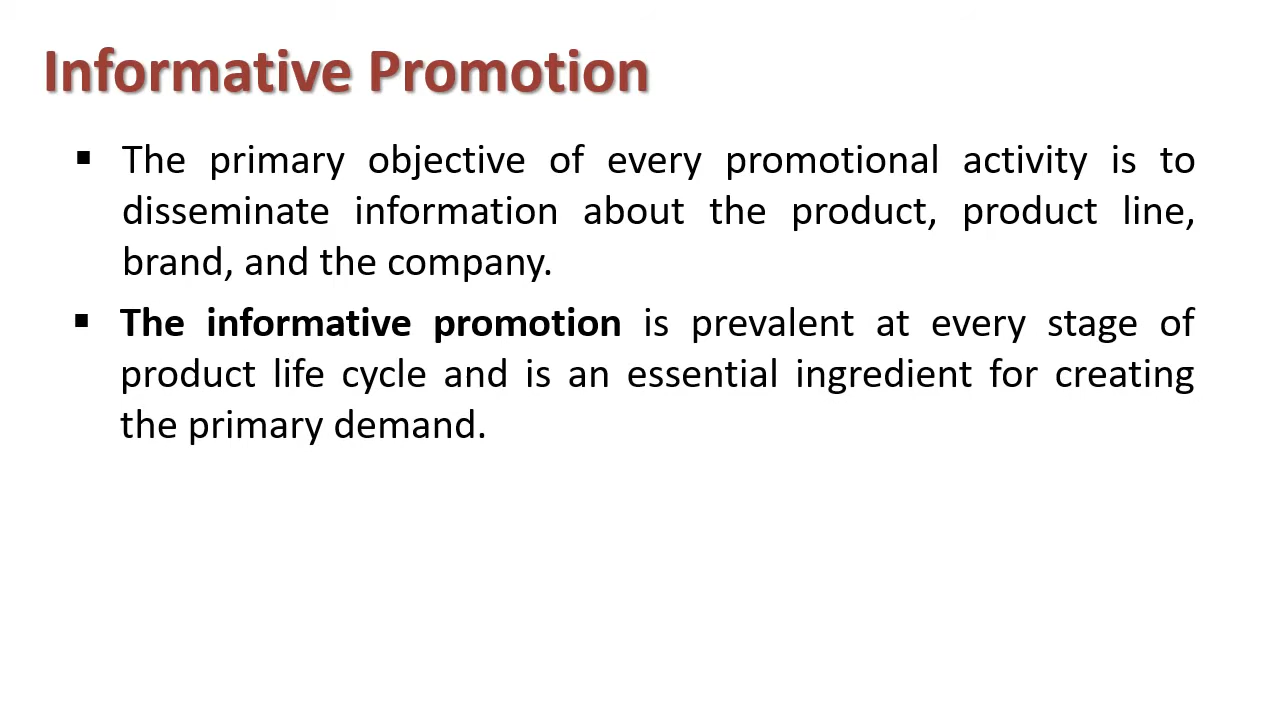 Informative Promotion
▪ The primary objective of every promotional activity is to
disseminate information about the product, product line,
brand, and the company.
▪ The informative promotion is prevalent at every stage of
product life cycle and is an essential ingredient for creating
the primary demand.